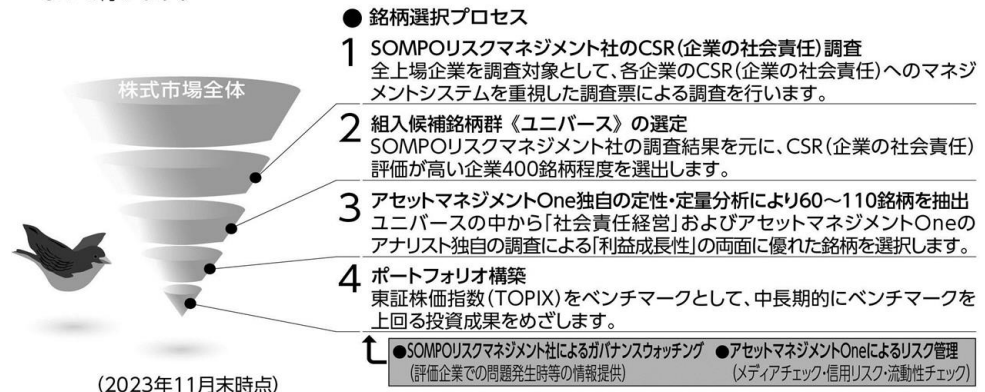 ● 銘柄選択プロセス
株式市場全体
1 SOMPOリスクマネジメント社のCSR(企業の社会責任)調査
全上場企業を調査対象として、各企業のCSR(企業の社会責任)へのマネジ
メントシステムを重視した調査票による調査を行います。
2 組入候補銘柄群《ユニバース》の選定
SOMPOリスクマネジメント社の調査結果を元に、CSR(企業の社会責任)
評価が高い企業400銘柄程度を選出します。
3 アセットマネジメントOne独自の定性・定量分析により60～110銘柄を抽出
ユニバースの中から「社会責任経営」およびアセットマネジメントOneの
アナリスト独自の調査による「利益成長性」の両面に優れた銘柄を選択します。
4 ポートフォリオ構築
東証株価指数(TOPIX)をベンチマークとして、中長期的にベンチマークを
上回る投資成果をめざします。
●SOMPOリスクマネジメント社によるガバナンスウォッチング ●アセットマネジメントOneによるリスク管理
(評価企業での問題発生時等の情報提供) (メディアチェック・信用リスク・流動性チェック)
(2023年11月末時点)